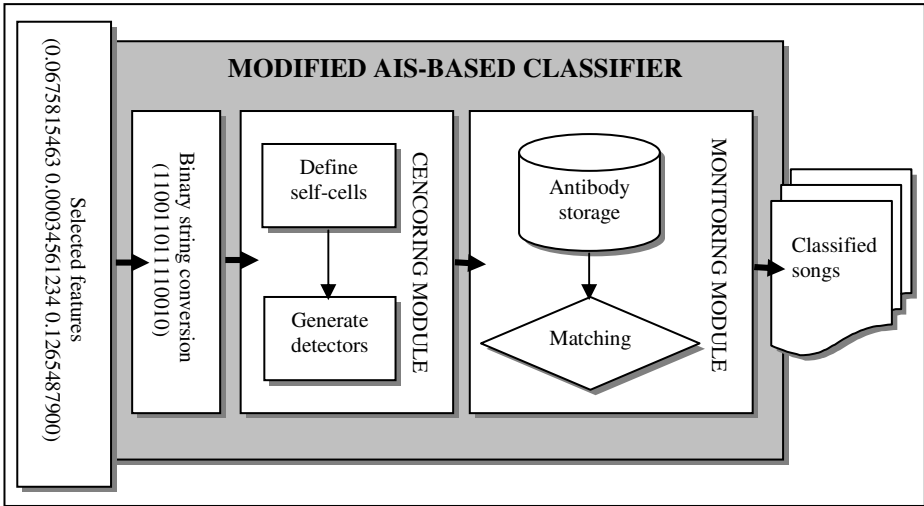 MODIFIED AIS-BASED CLASSIFIER
Selected features
(0.0675815463 0.00034561234 0.1265487900)
Binary string conversion
(1100110111110010)
Define
self-cells
Generate
detectors
CENCORING MODULE
Antibody
storage
Matching
MONITORING MODULE
Classified
songs